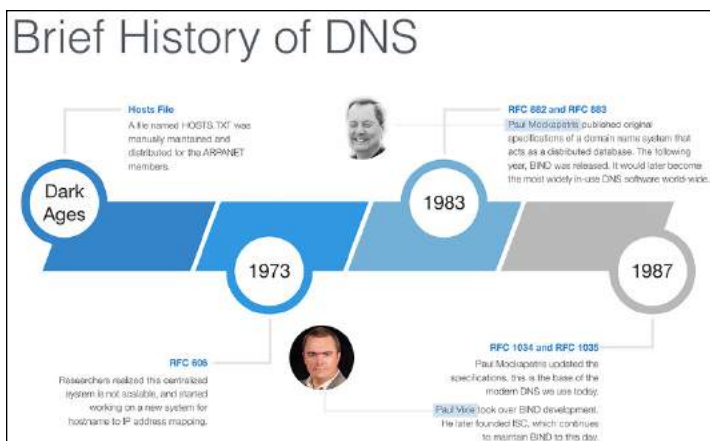 Brief History of DNS
Hosts File
A file named HOSTS.TXT was
manually maintained and
distributed for the ARPANET
members.
RFC 882 and RFC 883
Paul Mockapetris published original
specifications of a domain name system that
acts as a distributed database. The following
year, BIND was released. It would later become
the most widely in-use DNS software world-wide.
Dark
Ages
1983
1973
1987
RFC 606
Researchers realized this centralized
system is not scalable, and started
working on a new system for
hostname to IP address mapping.
RFC 1034 and RFC 1035
Paul Mockapetris updated the
specifications, this is the base of the
modern DNS we use today.
Paul Vixie took over BIND development.
He later founded ISC, which continues
to maintain BIND to this day.